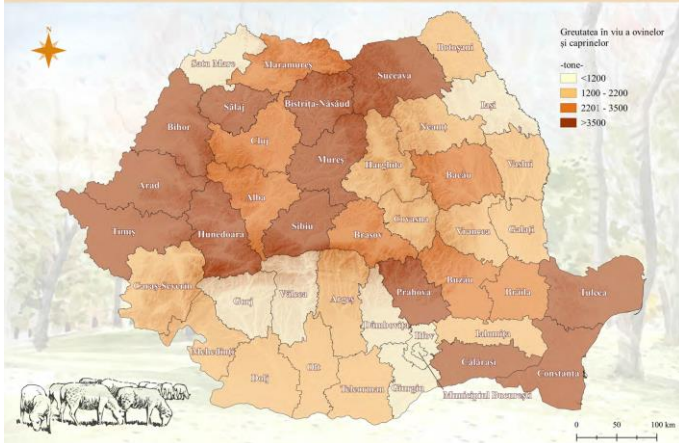 N
Greutatea în viu a ovinelor
și caprinelor
-tone-
<1200
1200 - 2200
2201 - 3500
>3500
Botoșani
Satu Mare
Maramureș
Suceava
Iași
Sălaj
Bistrița-Năsăud
Bihor
Cluj
Neamț
Mureș
Harghita
Vaslui
Bacău
Arad
Alba
Covasna
Timiș
Hunedoara
Sibiu
Brașov
Vrancea
Galați
Caraș-Severin
Gorj
Vâlcea
Argeș
Prahova
Buzău
Brăila
Tulcea
Dâmbovița
Ilfov
Ialomița
Mehedinți
Călărași
Constanța
Dolj
Olt
Teleorman
Giurgiu
Municipiul București
0 50 100 km